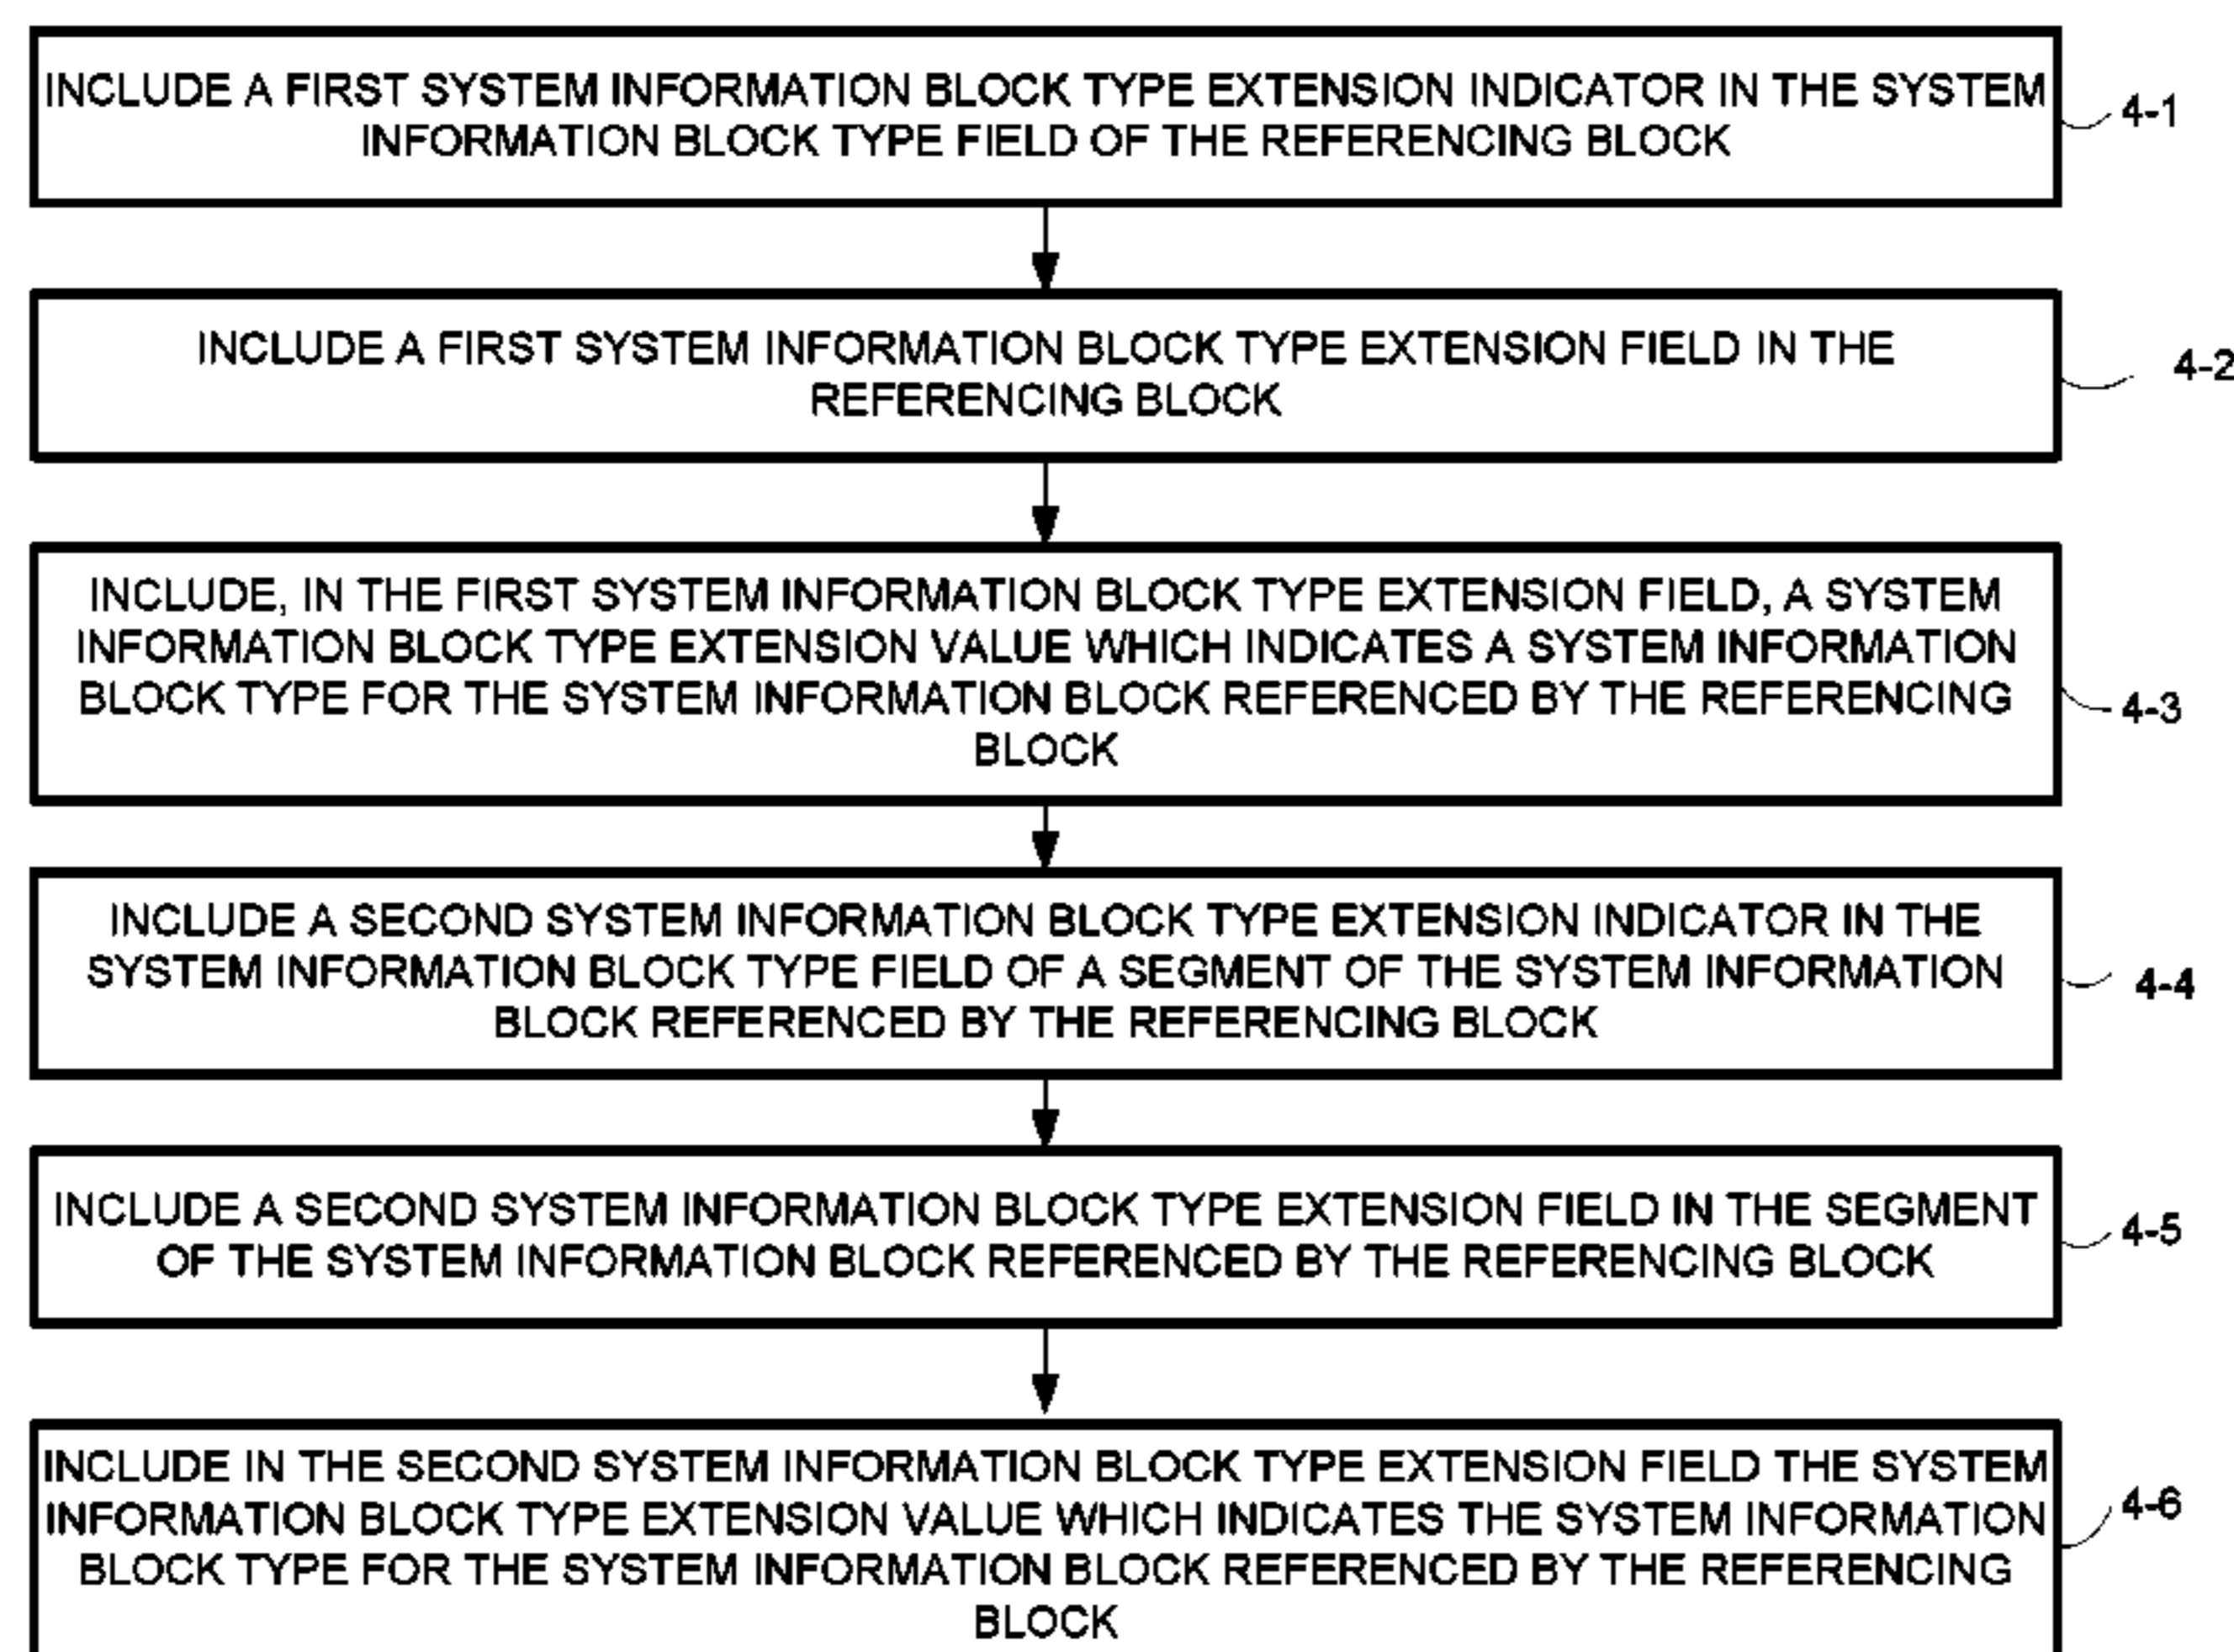 INCLUDE A FIRST SYSTEM INFORMATION BLOCK TYPE EXTENSION INDICATOR IN THE SYSTEM
INFORMATION BLOCK TYPE FIELD OF THE REFERENCING BLOCK
4-1
INCLUDE A FIRST SYSTEM INFORMATION BLOCK TYPE EXTENSION FIELD IN THE
REFERENCING BLOCK
4-2
INCLUDE, IN THE FIRST SYSTEM INFORMATION BLOCK TYPE EXTENSION FIELD, A SYSTEM
INFORMATION BLOCK TYPE EXTENSION VALUE WHICH INDICATES A SYSTEM INFORMATION
BLOCK TYPE FOR THE SYSTEM INFORMATION BLOCK REFERENCED BY THE REFERENCING
BLOCK
4-3
INCLUDE A SECOND SYSTEM INFORMATION BLOCK TYPE EXTENSION INDICATOR IN THE
SYSTEM INFORMATION BLOCK TYPE FIELD OF A SEGMENT OF THE SYSTEM INFORMATION
BLOCK REFERENCED BY THE REFERENCING BLOCK
4-4
INCLUDE A SECOND SYSTEM INFORMATION BLOCK TYPE EXTENSION FIELD IN THE SEGMENT
OF THE SYSTEM INFORMATION BLOCK REFERENCED BY THE REFERENCING BLOCK
4-5
INCLUDE IN THE SECOND SYSTEM INFORMATION BLOCK TYPE EXTENSION FIELD THE SYSTEM
INFORMATION BLOCK TYPE EXTENSION VALUE WHICH INDICATES THE SYSTEM INFORMATION
BLOCK TYPE FOR THE SYSTEM INFORMATION BLOCK REFERENCED BY THE REFERENCING
BLOCK
4-6